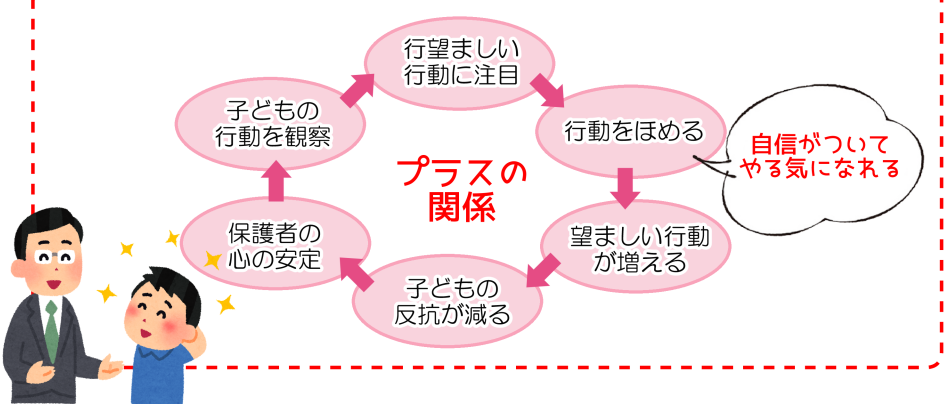 行望ましい
行動に注目
行動をほめる
自信がついて
やる気になれる
望ましい行動
が増える
子どもの
反抗が減る
保護者の
心の安定
子どもの
行動を観察
プラスの
関係